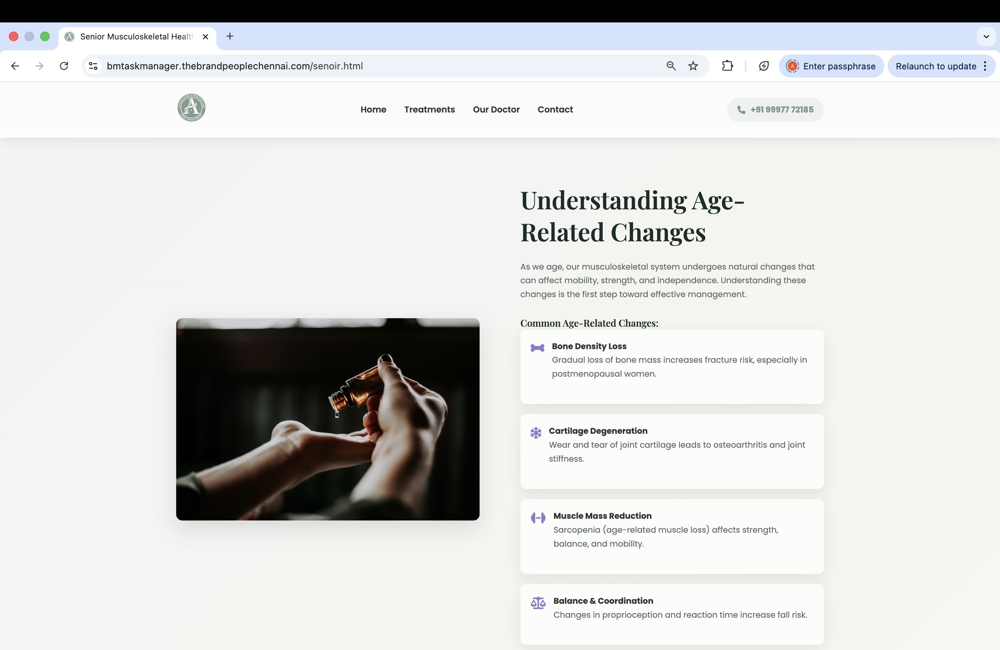 Senior Musculoskeletal Healt
bmtaskmanager.thebrandpeoplechennai.com/senoir.html
A
Enter passphrase
Relaunch to update
A
Home
Treatments
Our Doctor
Contact
+91 99977 72185
Understanding Age-
Related Changes
As we age, our musculoskeletal system undergoes natural changes that
can affect mobility, strength, and independence. Understanding these
changes is the first step toward effective management.
Common Age-Related Changes:
Bone Density Loss
Gradual loss of bone mass increases fracture risk, especially in
postmenopausal women.
Cartilage Degeneration
Wear and tear of joint cartilage leads to osteoarthritis and joint
stiffness.
Muscle Mass Reduction
Sarcopenia (age-related muscle loss) affects strength,
balance, and mobility.
Balance & Coordination
Changes in proprioception and reaction time increase fall risk.